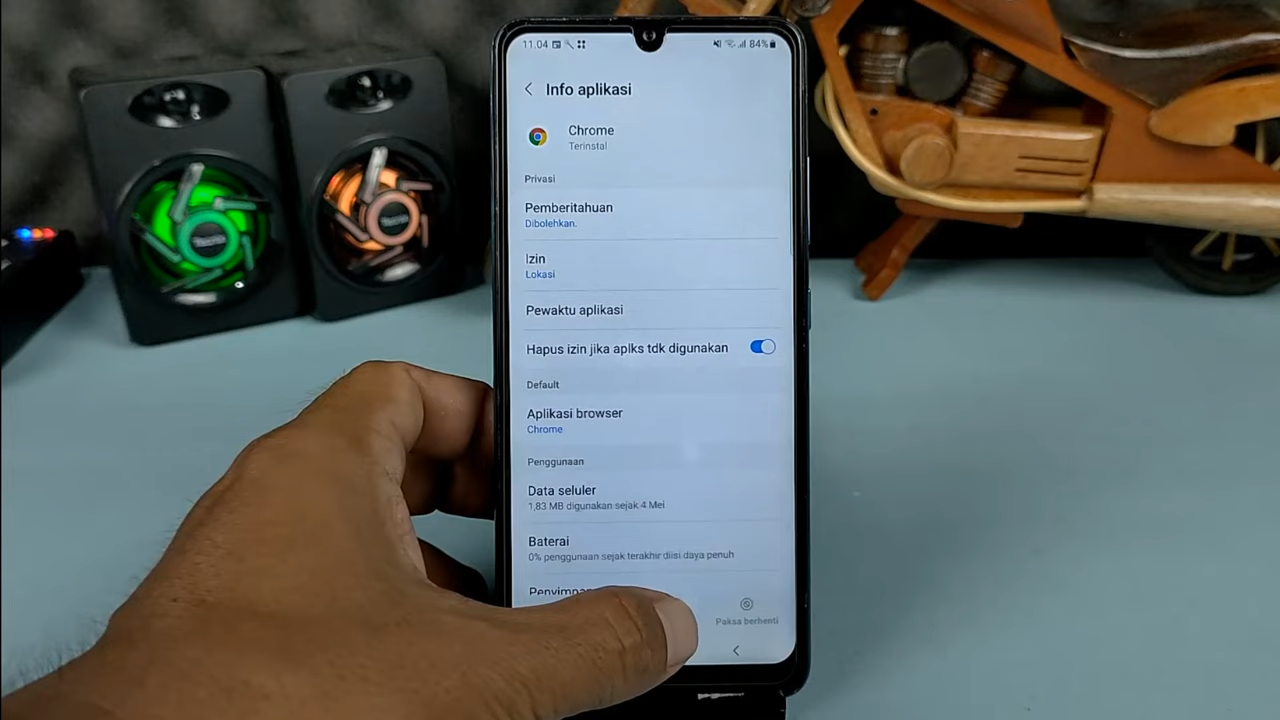 11.04
84%
Info aplikasi
Chrome
Terinstal
Privasi
Pemberitahuan
Dibolehkan.
Izin
Lokasi
Pewaktu aplikasi
Hapus izin jika aplks tdk digunakan
Default
Aplikasi browser
Chrome
Penggunaan
Data seluler
1,83 MB digunakan sejak 4 Mei
Baterai
0% penggunaan sejak terakhir diisi daya penuh
Paksa berhenti